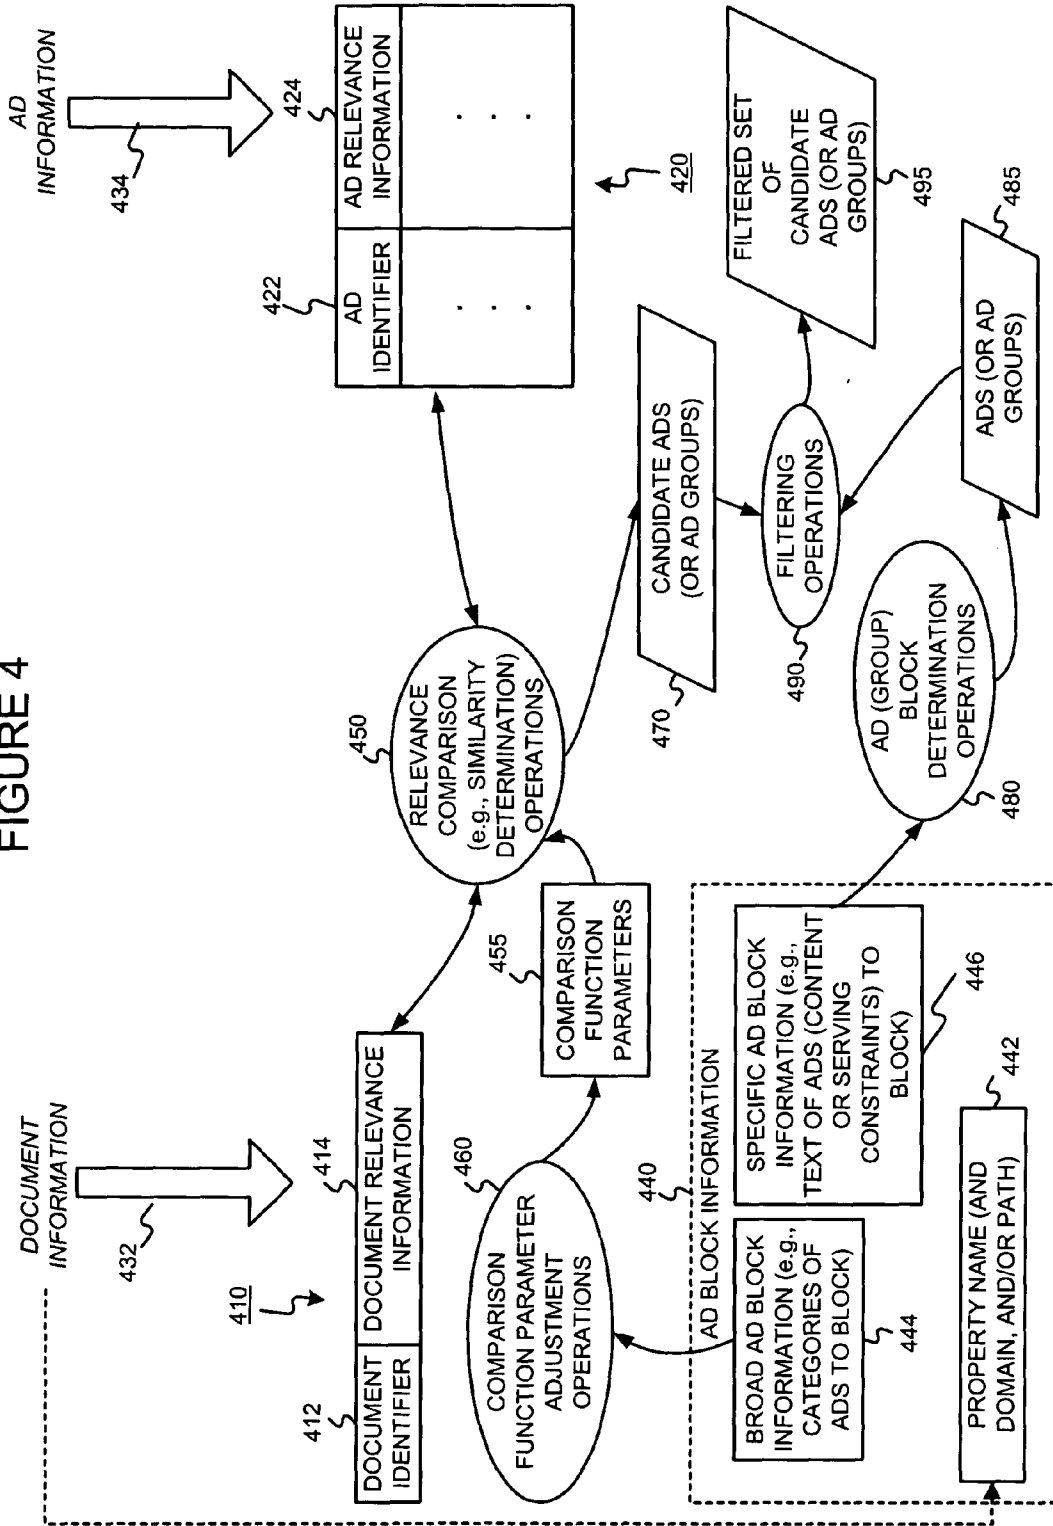 FIGURE 4
DOCUMENT
INFORMATION
432
AD
INFORMATION
434
410
412
414
DOCUMENT
IDENTIFIER
DOCUMENT RELEVANCE
INFORMATION
450
RELEVANCE
COMPARISON
(e.g., SIMILARITY
DETERMINATION)
OPERATIONS
422
424
AD
IDENTIFIER
AD RELEVANCE
INFORMATION
. . .
. . .
420
460
COMPARISON
FUNCTION PARAMETER
ADJUSTMENT
OPERATIONS
455
COMPARISON
FUNCTION
PARAMETERS
CANDIDATE ADS
(OR AD GROUPS)
470
440
AD BLOCK INFORMATION
BROAD AD BLOCK
INFORMATION (e.g.,
CATEGORIES OF
ADS TO BLOCK)
444
SPECIFIC AD BLOCK
INFORMATION (e.g.,
TEXT OF ADS (CONTENT
OR SERVING
CONSTRAINTS) TO
BLOCK)
446
FILTERING
OPERATIONS
490
FILTERED SET
OF
CANDIDATE
ADS (OR AD
GROUPS)
495
AD (GROUP)
BLOCK
DETERMINATION
OPERATIONS
480
ADS (OR AD
GROUPS)
485
442
PROPERTY NAME (AND
DOMAIN, AND/OR PATH)